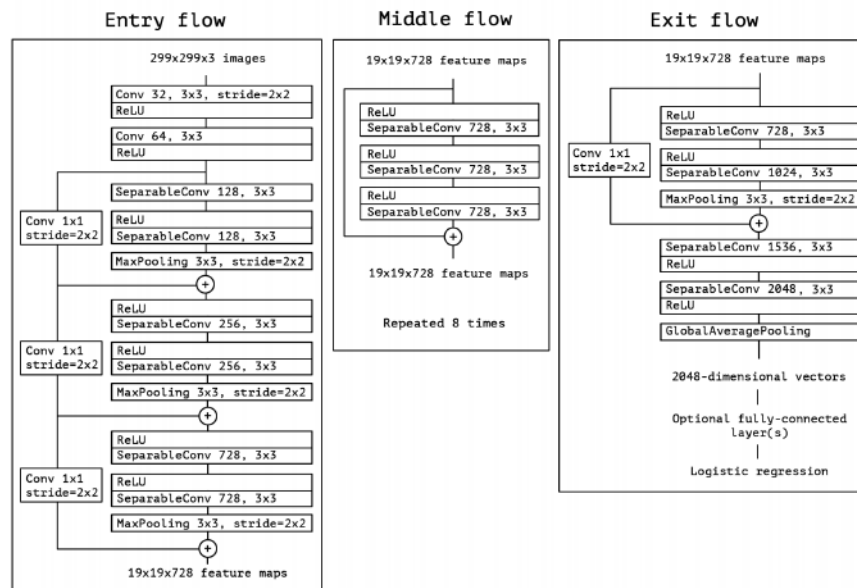 Entry flow
299x299x3 images
Conv 32, 3x3, stride=2x2
ReLU
Conv 64, 3x3
ReLU
Conv 1x1
stride=2x2
SeparableConv 128, 3x3
ReLU
SeparableConv 128, 3x3
MaxPooling 3x3, stride=2x2
+
Conv 1x1
stride=2x2
ReLU
SeparableConv 256, 3x3
ReLU
SeparableConv 256, 3x3
MaxPooling 3x3, stride=2x2
+
Conv 1x1
stride=2x2
ReLU
SeparableConv 728, 3x3
ReLU
SeparableConv 728, 3x3
MaxPooling 3x3, stride=2x2
+
19x19x728 feature maps
Middle flow
19x19x728 feature maps
ReLU
SeparableConv 728, 3x3
ReLU
SeparableConv 728, 3x3
ReLU
SeparableConv 728, 3x3
+
19x19x728 feature maps
Repeated 8 times
Exit flow
19x19x728 feature maps
Conv 1x1
stride=2x2
ReLU
SeparableConv 728, 3x3
ReLU
SeparableConv 1024, 3x3
MaxPooling 3x3, stride=2x2
+
SeparableConv 1536, 3x3
ReLU
SeparableConv 2048, 3x3
ReLU
GlobalAveragePooling
2048-dimensional vectors
Optional fully-connected
layer(s)
Logistic regression